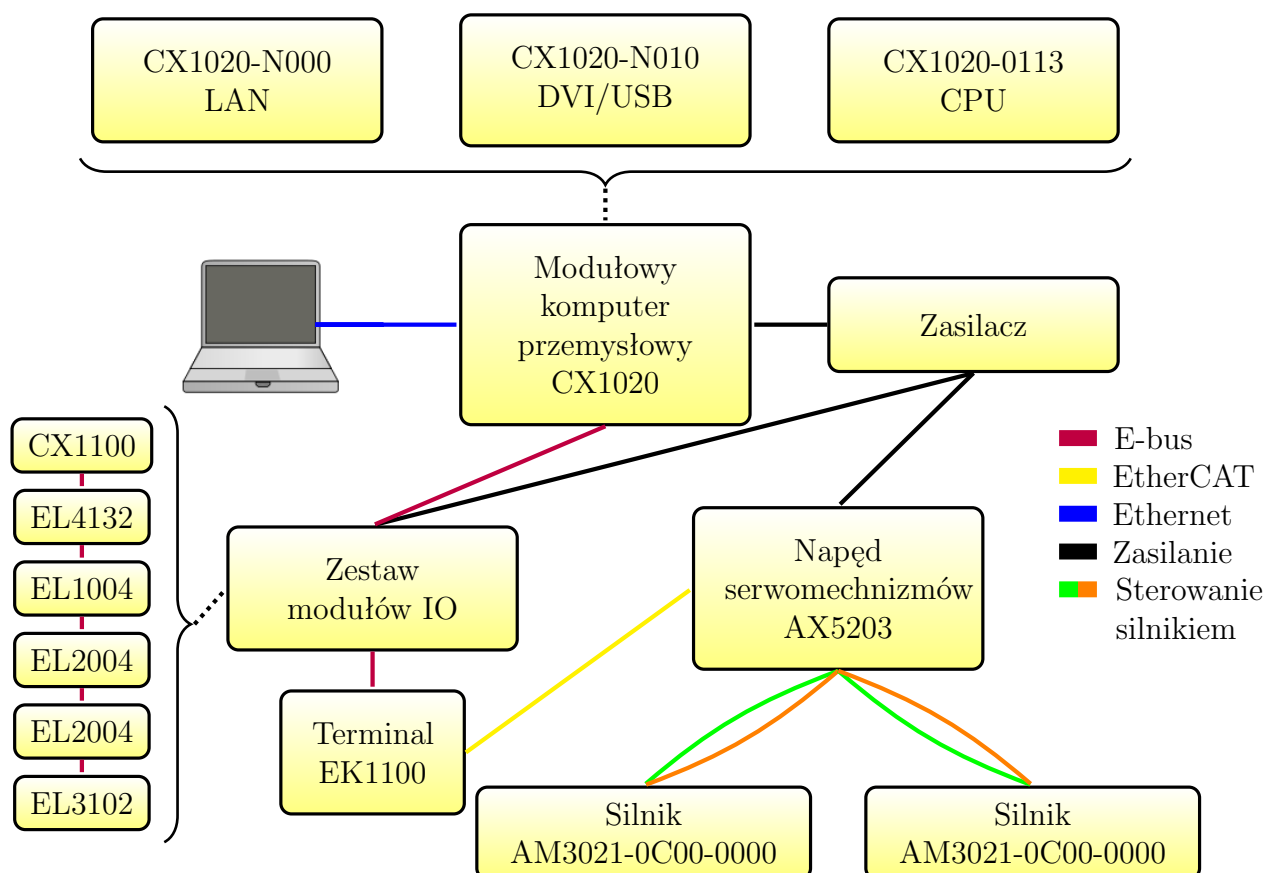 CX1020-N000
LAN
CX1020-N010
DVI/USB
CX1020-0113
CPU
Modułowy
komputer
przemysłowy
CX1020
Zasilacz
CX1100
EL4132
EL1004
EL2004
EL2004
EL3102
Zestaw
modułów IO
Terminal
EK1100
Napęd
serwomechnizmów
AX5203
E-bus
EtherCAT
Ethernet
Zasilanie
Sterowanie
silnikiem
Silnik
AM3021-0C00-0000
Silnik
AM3021-0C00-0000